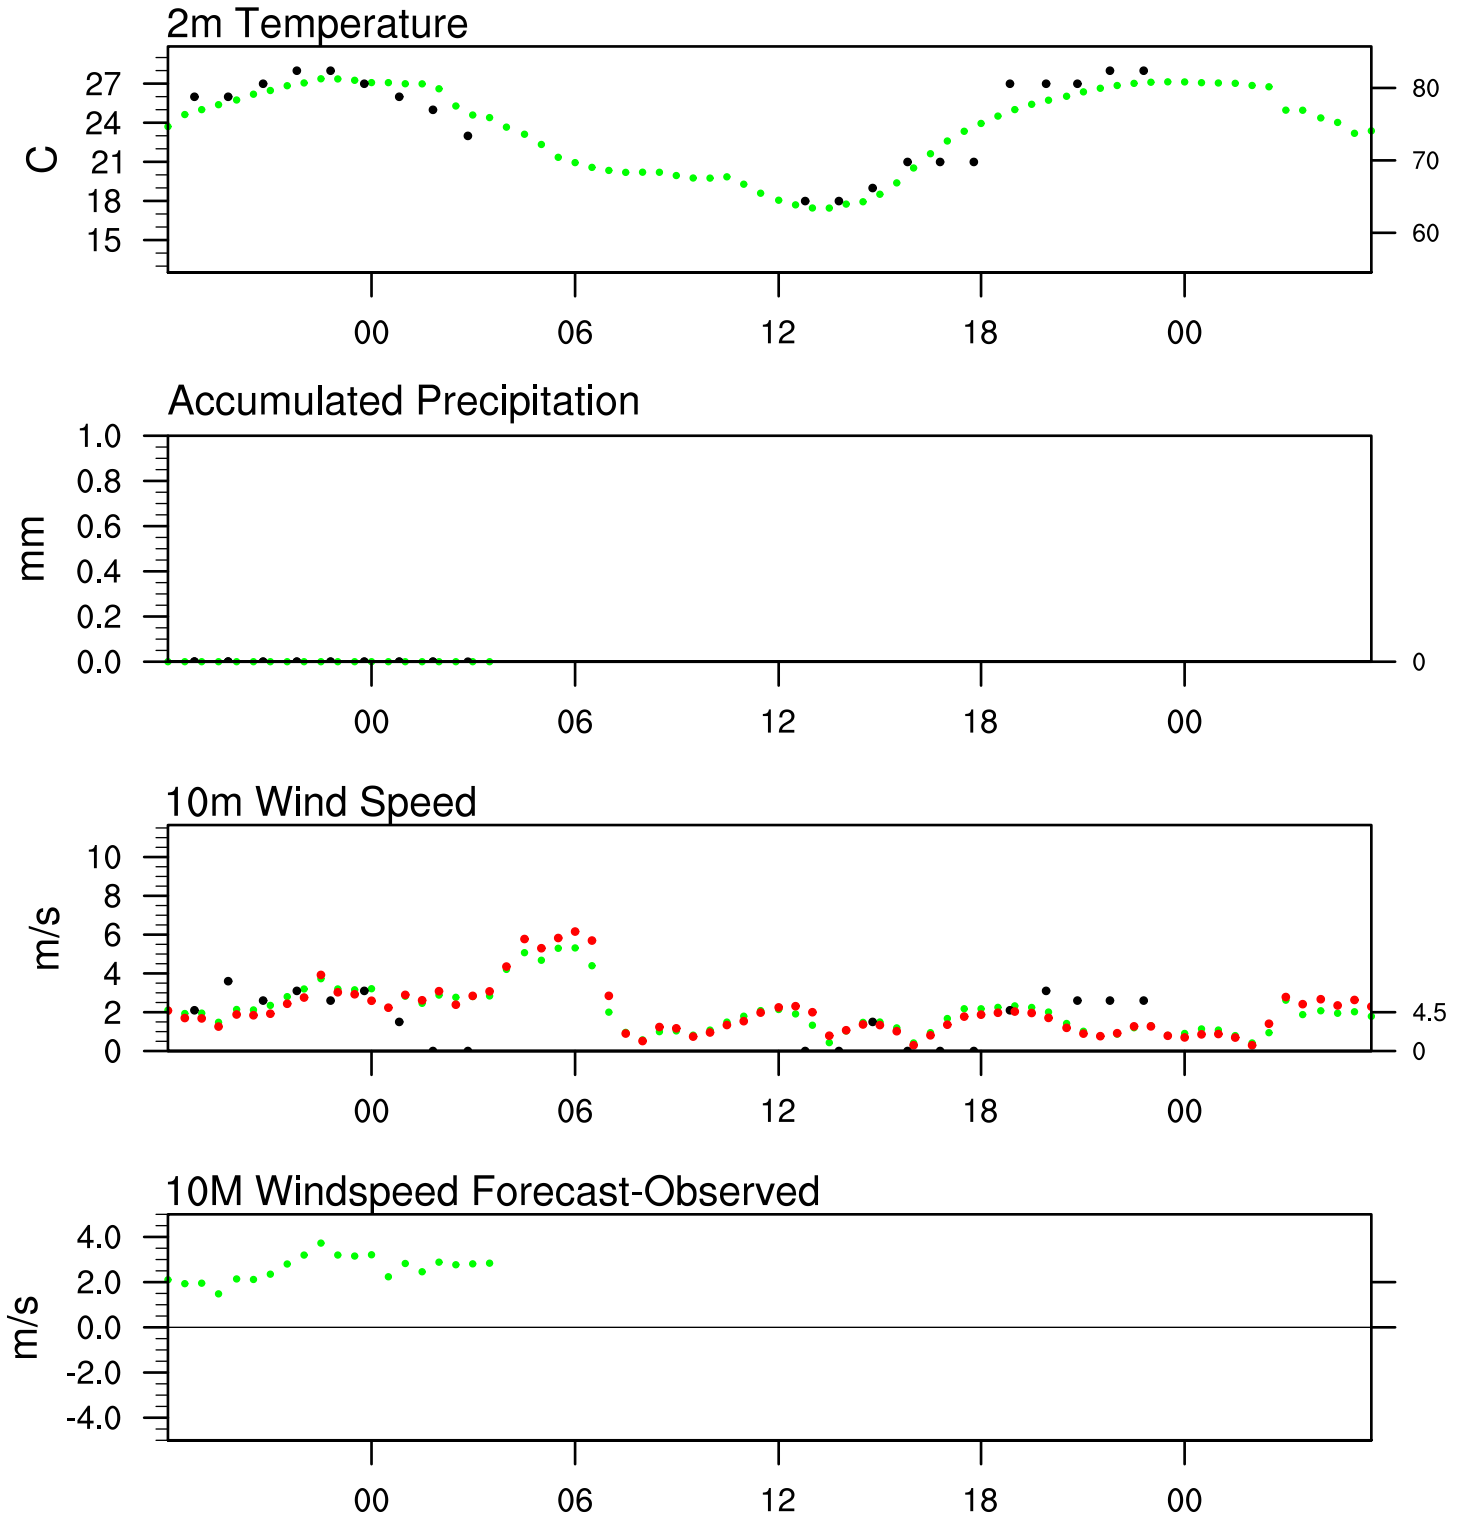 2m Temperature
27
24
21
18
15
C
80
70
60
00 06 12 18 00
Accumulated Precipitation
1.0
0.8
0.6
0.4
0.2
0.0
mm
0
00 06 12 18 00
10m Wind Speed
10
8
6
4
2
0
m/s
4.5
0
00 06 12 18 00
10M Windspeed Forecast-Observed
4.0
2.0
0.0
-2.0
-4.0
m/s
00 06 12 18 00